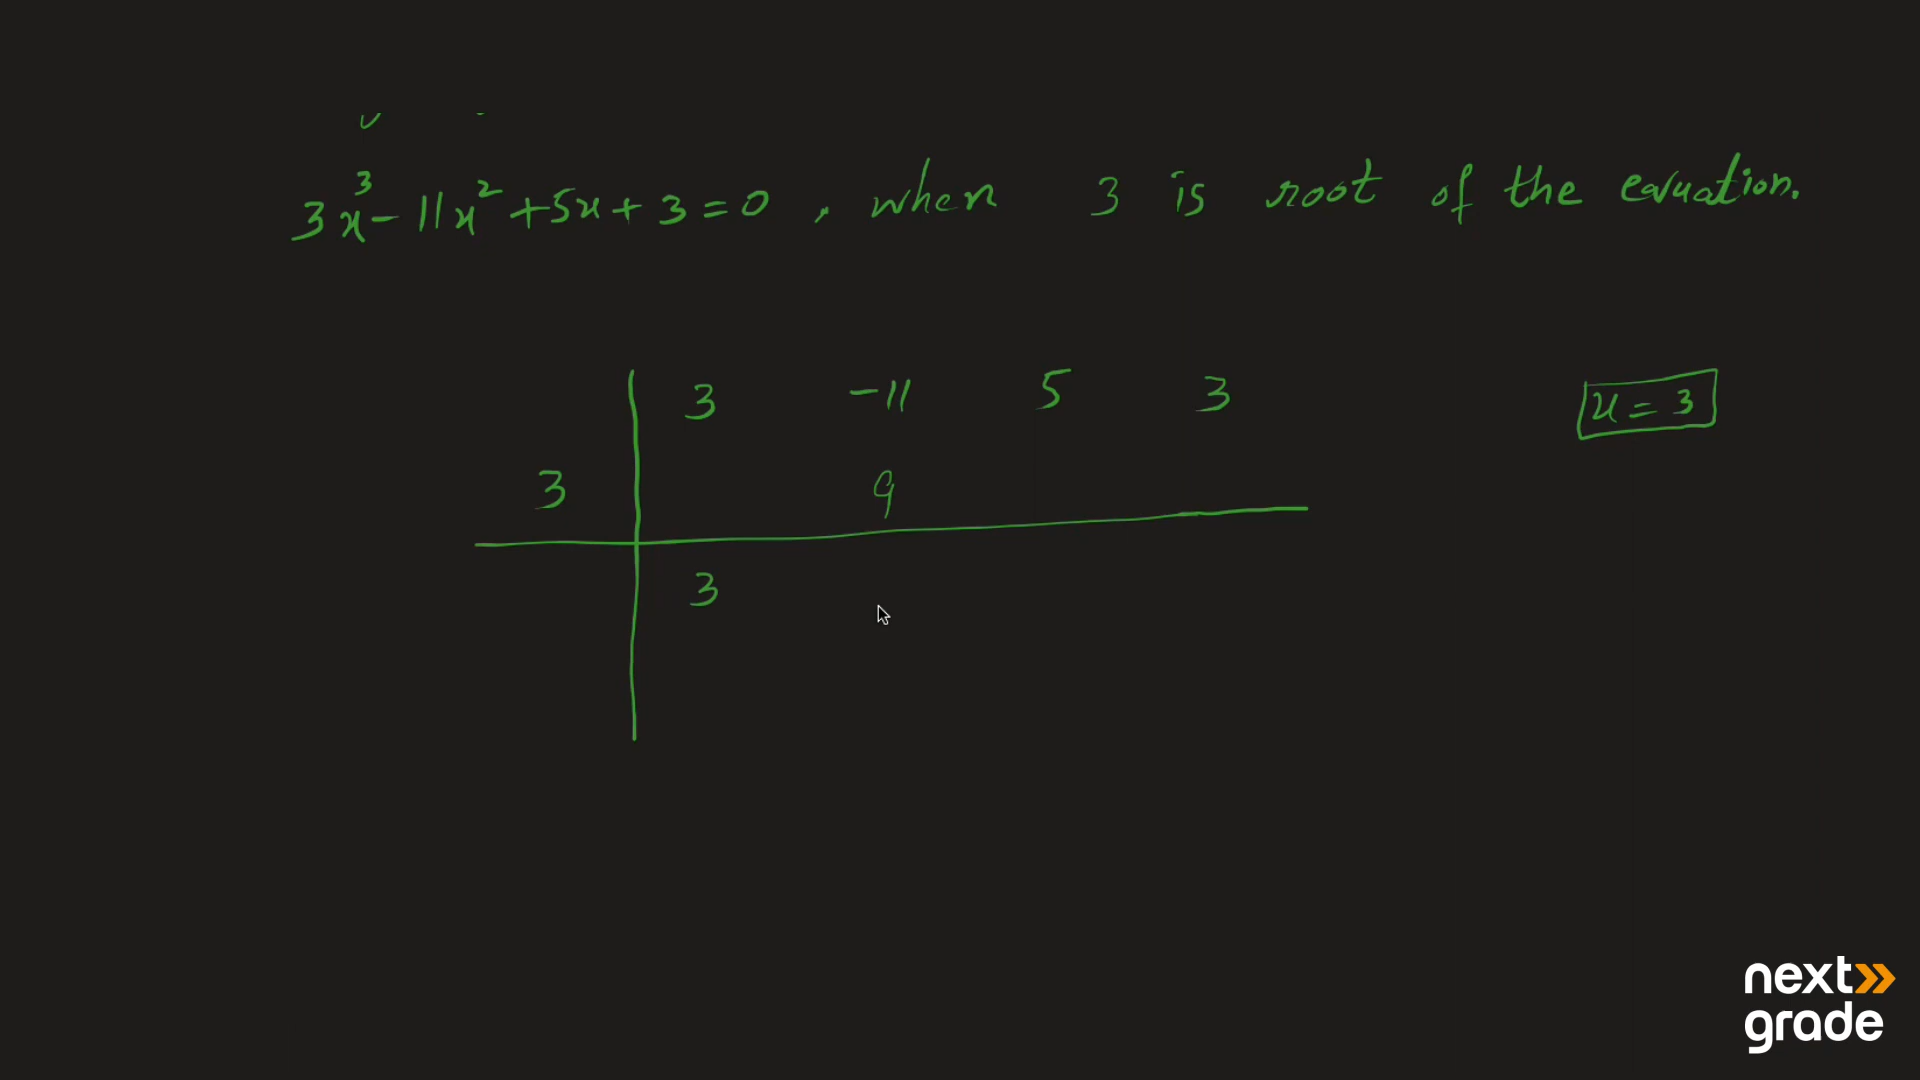 3x³ - 11x² + 5x + 3 = 0 , when 3 is root of the equation.
3 -11 5 3
x = 3
3 9
3
next
grade